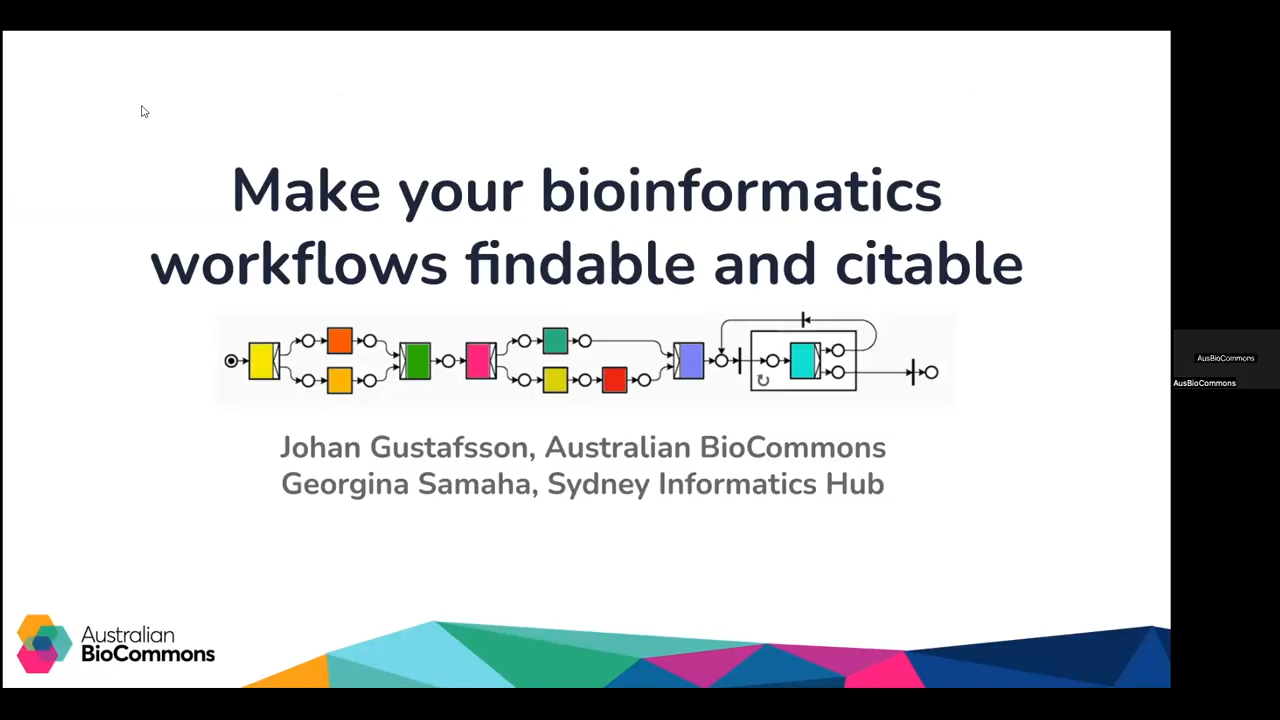 Make your bioinformatics
workflows findable and citable
Johan Gustafsson, Australian BioCommons
Georgina Samaha, Sydney Informatics Hub
Australian
BioCommons
AusBioCommons
AusBioCommons